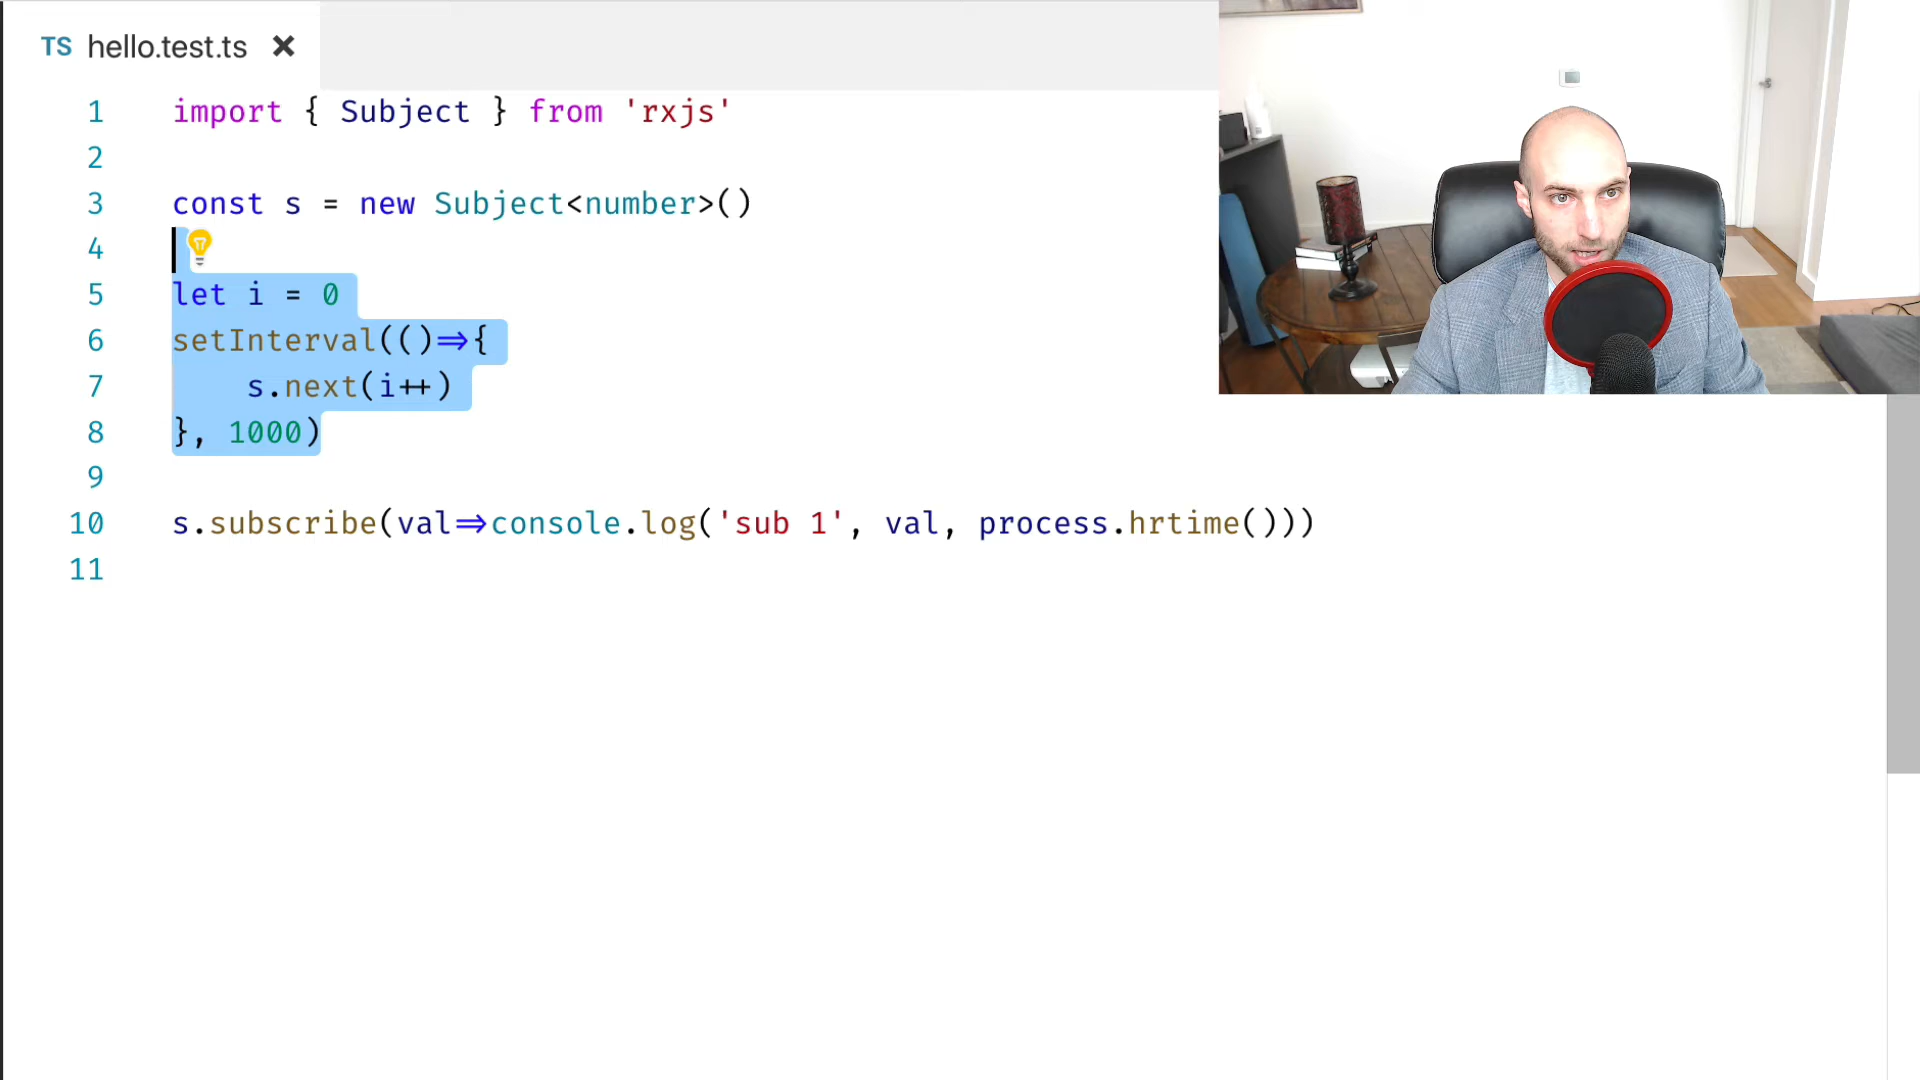 TS hello.test.ts ✕
1 import { Subject } from 'rxjs'
2
3 const s = new Subject<number>()
4
5 let i = 0
6 setInterval(()=>{
7 s.next(i++)
8 }, 1000)
9
10 s.subscribe(val=>console.log('sub 1', val, process.hrtime()))
11